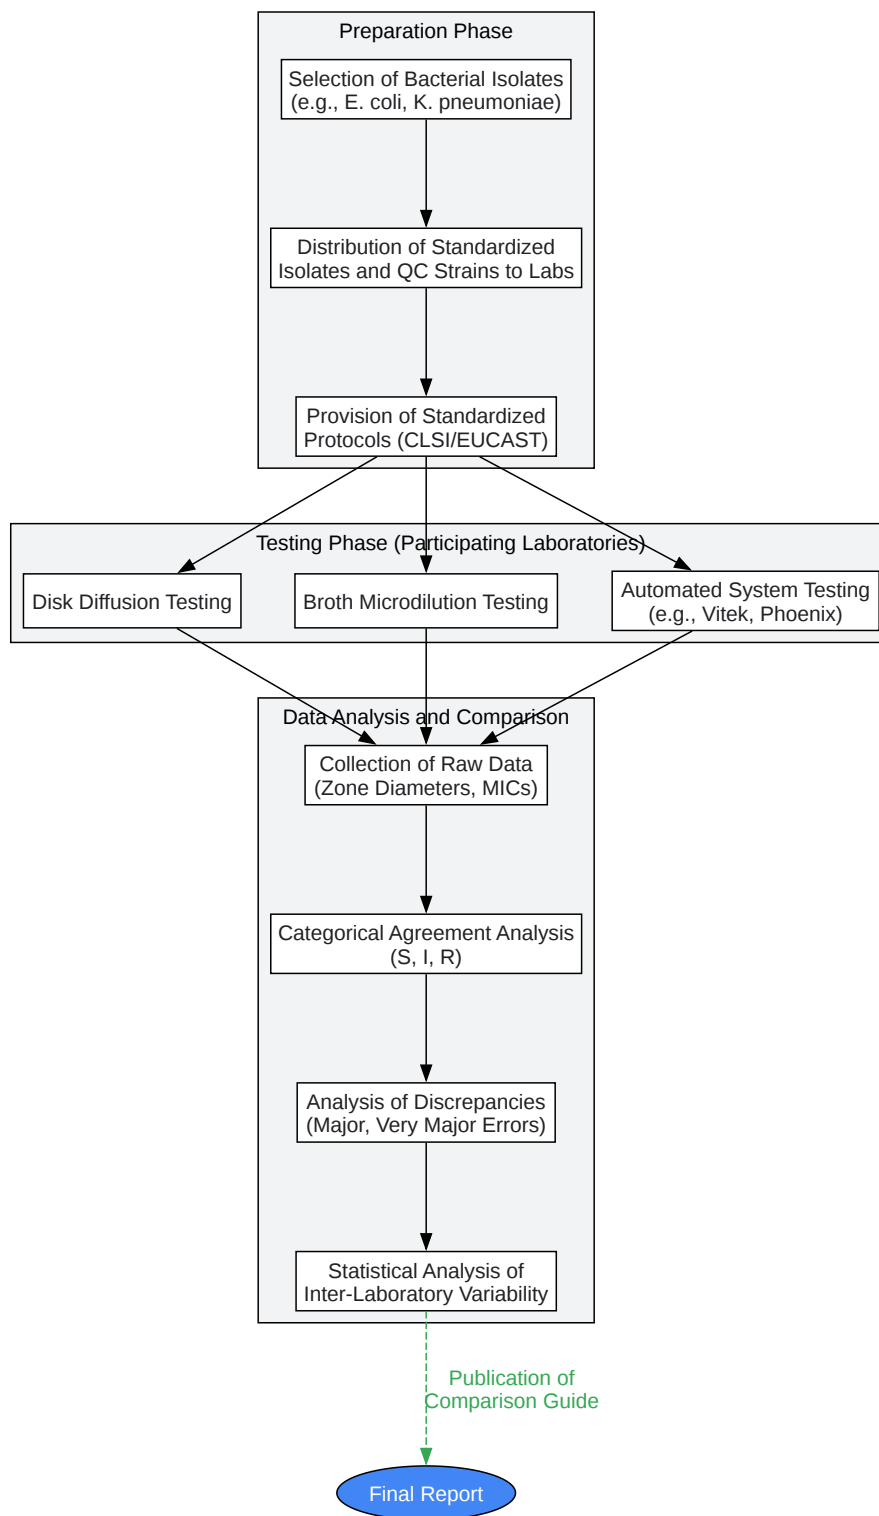 Preparation Phase
Selection of Bacterial Isolates
(e.g., E. coli, K. pneumoniae)
Distribution of Standardized
Isolates and QC Strains to Labs
Provision of Standardized
Protocols (CLSI/EUCAST)
Testing Phase (Participating Laboratories)
Disk Diffusion Testing
Broth Microdilution Testing
Automated System Testing
(e.g., Vitek, Phoenix)
Data Analysis and Comparison
Collection of Raw Data
(Zone Diameters, MICs)
Categorical Agreement Analysis
(S, I, R)
Analysis of Discrepancies
(Major, Very Major Errors)
Statistical Analysis of
Inter-Laboratory Variability
Publication of
Comparison Guide
Final Report